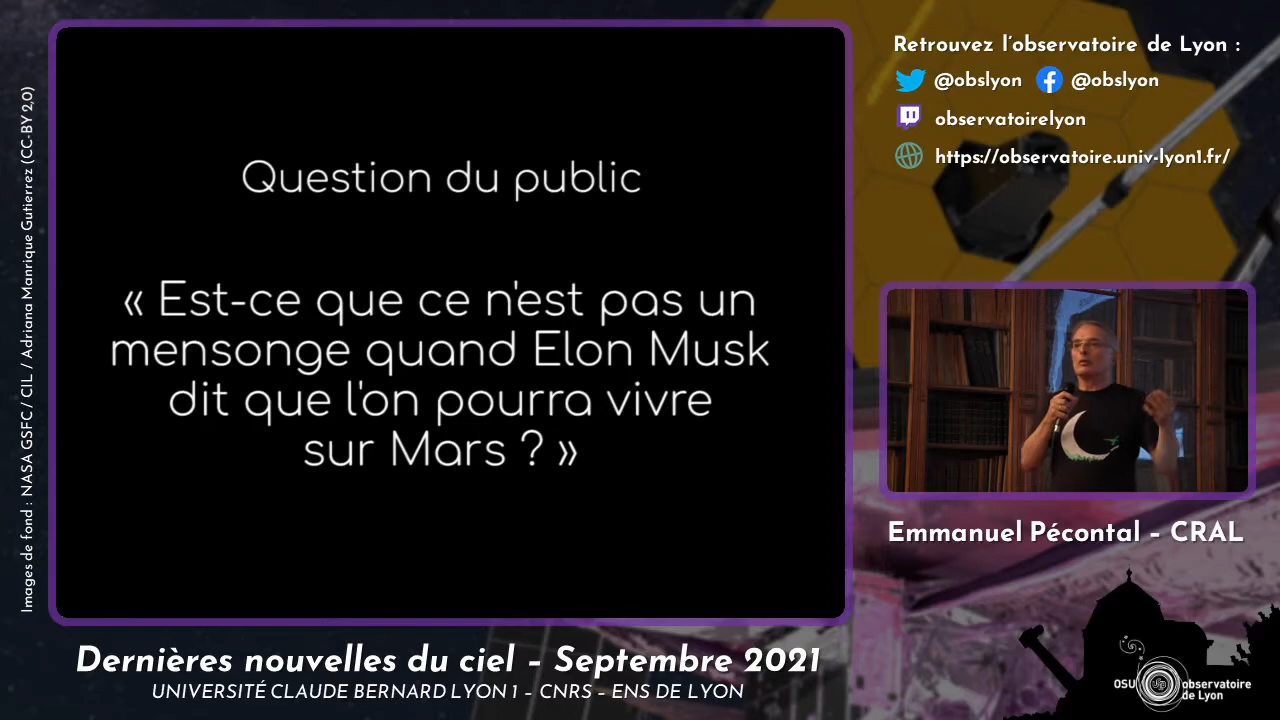 Images de fond : NASA GSFC / CIL / Adriana Manrique Gutierrez (CC-BY 2,0)
Question du public
« Est-ce que ce n'est pas un
mensonge quand Elon Musk
dit que l'on pourra vivre
sur Mars ? »
Retrouvez l'observatoire de Lyon :
@obslyon @obslyon
observatoirelyon
https://observatoire.univ-lyon1.fr/
Emmanuel Pécontal – CRAL
Dernières nouvelles du ciel – Septembre 2021
UNIVERSITÉ CLAUDE BERNARD LYON 1 – CNRS – ENS DE LYON
OSUL observatoire
de Lyon